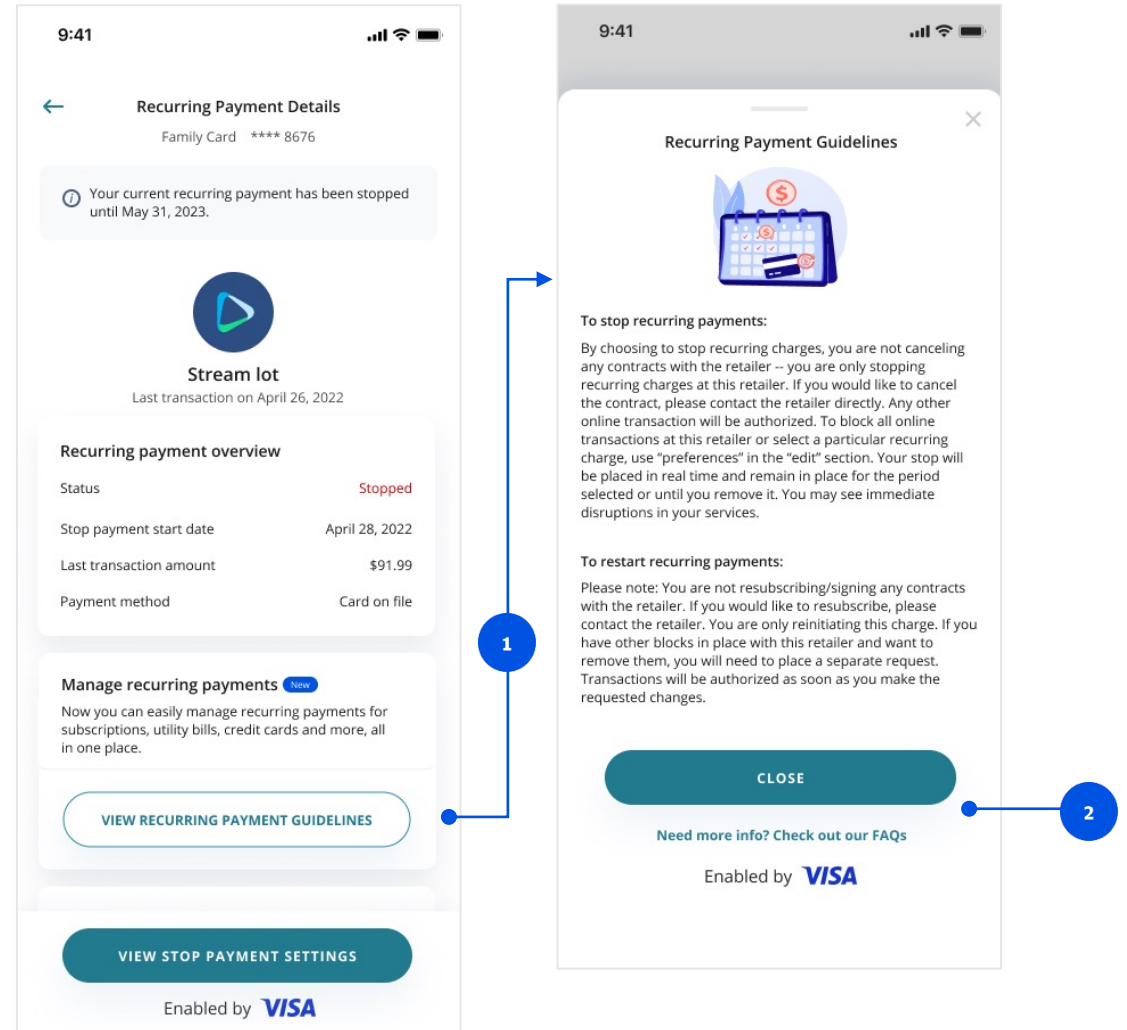 9:41
Recurring Payment Details
Family Card **** 8676
Your current recurring payment has been stopped
until May 31, 2023.
Stream lot
Last transaction on April 26, 2022
Recurring payment overview
Status Stopped
Stop payment start date April 28, 2022
Last transaction amount $91.99
Payment method Card on file
Manage recurring payments New
Now you can easily manage recurring payments for
subscriptions, utility bills, credit cards and more, all
in one place.
VIEW RECURRING PAYMENT GUIDELINES
VIEW STOP PAYMENT SETTINGS
Enabled by VISA
1
9:41
Recurring Payment Guidelines
$
$
To stop recurring payments:
By choosing to stop recurring charges, you are not canceling
any contracts with the retailer -- you are only stopping
recurring charges at this retailer. If you would like to cancel
the contract, please contact the retailer directly. Any other
online transaction will be authorized. To block all online
transactions at this retailer or select a particular recurring
charge, use “preferences” in the “edit” section. Your stop will
be placed in real time and remain in place for the period
selected or until you remove it. You may see immediate
disruptions in your services.
To restart recurring payments:
Please note: You are not resubscribing/signing any contracts
with the retailer. If you would like to resubscribe, please
contact the retailer. You are only reinitiating this charge. If you
have other blocks in place with this retailer and want to
remove them, you will need to place a separate request.
Transactions will be authorized as soon as you make the
requested changes.
CLOSE
2
Need more info? Check out our FAQs
Enabled by VISA